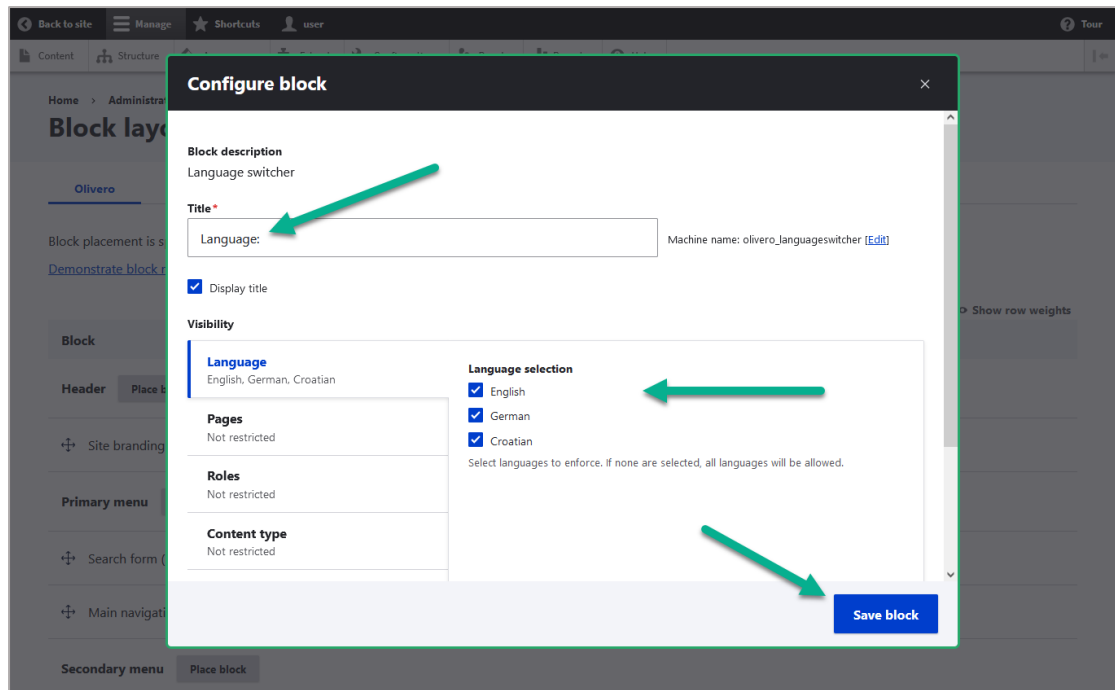 Back to site Manage Shortcuts user Tour
Content Structure
Configure block
Home › Administra
Block layo
Block description
Language switcher
Olivero
Title*
Language:
Machine name: olivero_languageswitcher [Edit]
Block placement is s
Demonstrate block r
Display title
Show row weights
Visibility
Block
Language
English, German, Croatian
Language selection
English
German
Croatian
Select languages to enforce. If none are selected, all languages will be allowed.
Header Place b
Pages
Not restricted
Site branding
Roles
Not restricted
Primary menu
Content type
Not restricted
Search form (
Main navigati
Save block
Secondary menu Place block